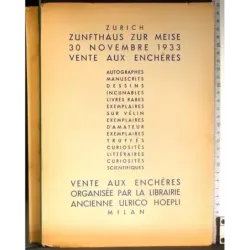 ZURICH
ZUNFTHAUS ZUR MEISE
30 NOVEMBRE 1933
VENTE AUX ENCHÈRES
AUTOGRAPHES
MANUSCRITS
DESSINS
INCUNABLES
LIVRES RARES
EXEMPLAIRES
SUR VÉLIN
EXEMPLAIRES
D'AMATEUR
EXEMPLAIRES
TRUFFÉS
CURIOSITÉS
LITTÉRAIRES
CURIOSITÉS
SCIENTIFIQUES
VENTE AUX ENCHÈRES
ORGANISÉE PAR LA LIBRAIRIE
ANCIENNE ULRICO HOEPLI
MILAN